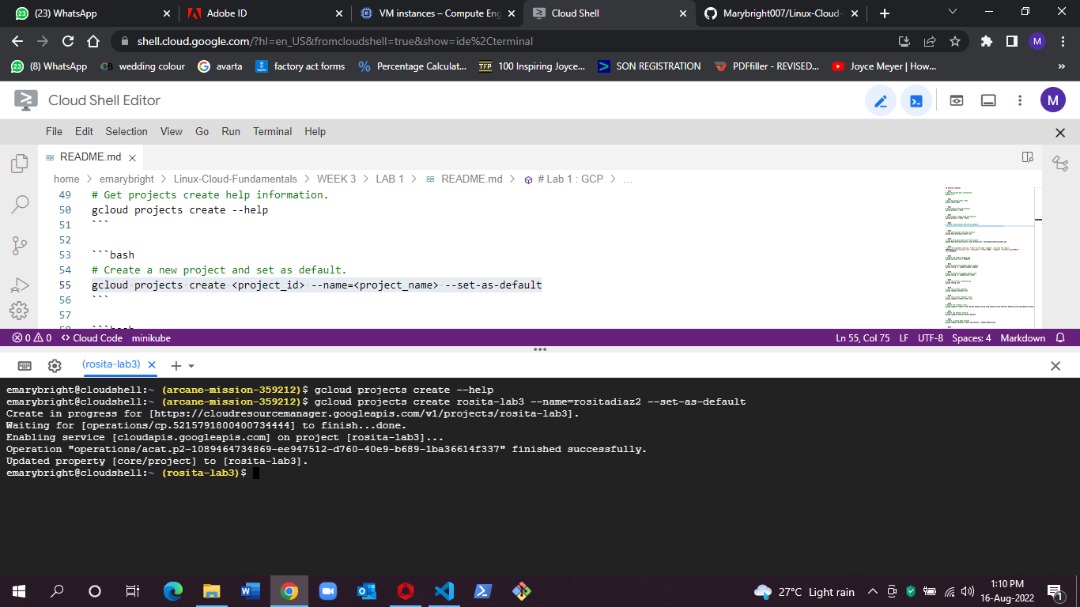 (23) WhatsApp
Adobe ID
VM instances – Compute Eng
Cloud Shell
Marybright007/Linux-Cloud-
shell.cloud.google.com/?hl=en_US&fromcloudshell=true&show=ide%2Cterminal
M
(8) WhatsApp
wedding colour
avarta
factory act forms
Percentage Calculat...
100 Inspiring Joyce...
SON REGISTRATION
PDFfiller - REVISED...
Joyce Meyer | How...
»
Cloud Shell Editor
M
File Edit Selection View Go Run Terminal Help
README.md
home > emarybright > Linux-Cloud-Fundamentals > WEEK 3 > LAB 1 > README.md > # Lab 1 : GCP > ...
49 # Get projects create help information.
50 gcloud projects create --help
51 ```
52
53 ```bash
54 # Create a new project and set as default.
55 gcloud projects create <project_id> --name=<project_name> --set-as-default
56 ```
57
0 0 Cloud Code minikube
Ln 55, Col 75 LF UTF-8 Spaces: 4 Markdown
(rosita-lab3)
emarybright@cloudshell:~ (arcane-mission-359212)$ gcloud projects create --help
emarybright@cloudshell:~ (arcane-mission-359212)$ gcloud projects create rosita-lab3 --name=rositadiaz2 --set-as-default
Create in progress for [https://cloudresourcemanager.googleapis.com/v1/projects/rosita-lab3].
Waiting for [operations/cp.5215791800400734444] to finish...done.
Enabling service [cloudapis.googleapis.com] on project [rosita-lab3]...
Operation "operations/acat.p2-1089464734869-ee947512-d760-40e9-b689-1ba36614f337" finished successfully.
Updated property [core/project] to [rosita-lab3].
emarybright@cloudshell:~ (rosita-lab3)$
27°C Light rain
1:10 PM
16-Aug-2022
1